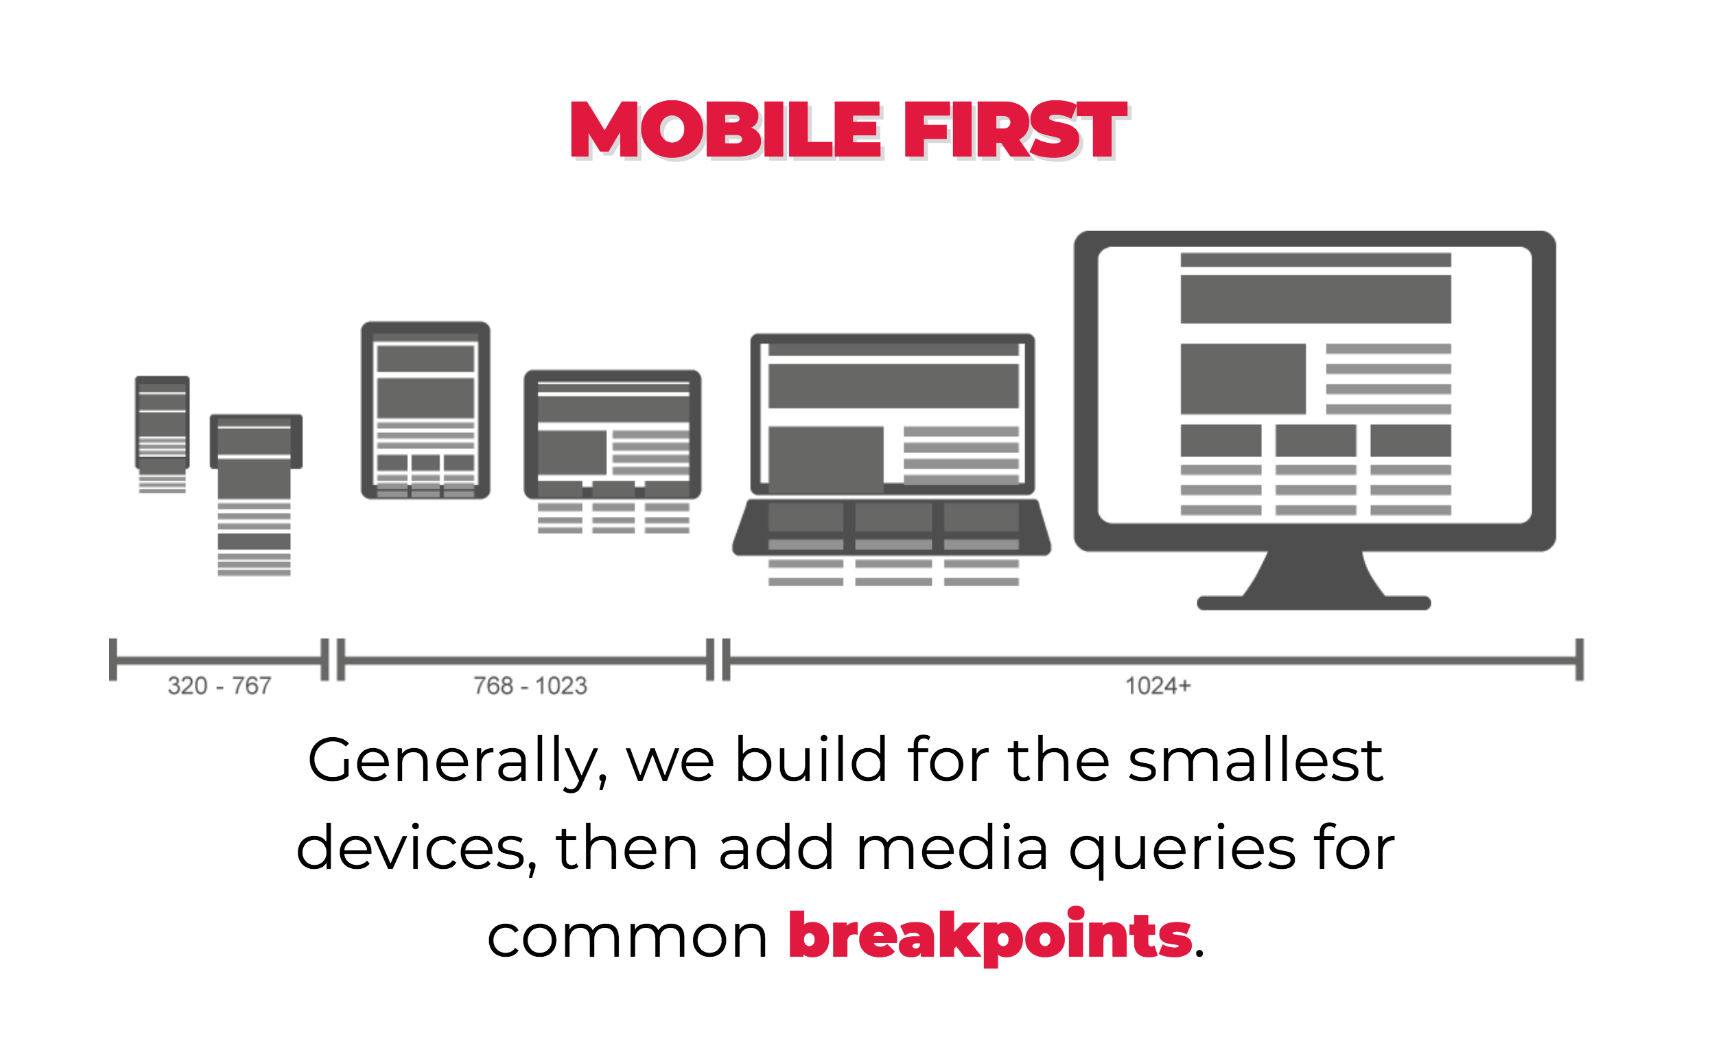 MOBILE FIRST
320 - 767
768 - 1023
1024+
Generally, we build for the smallest
devices, then add media queries for
common breakpoints.